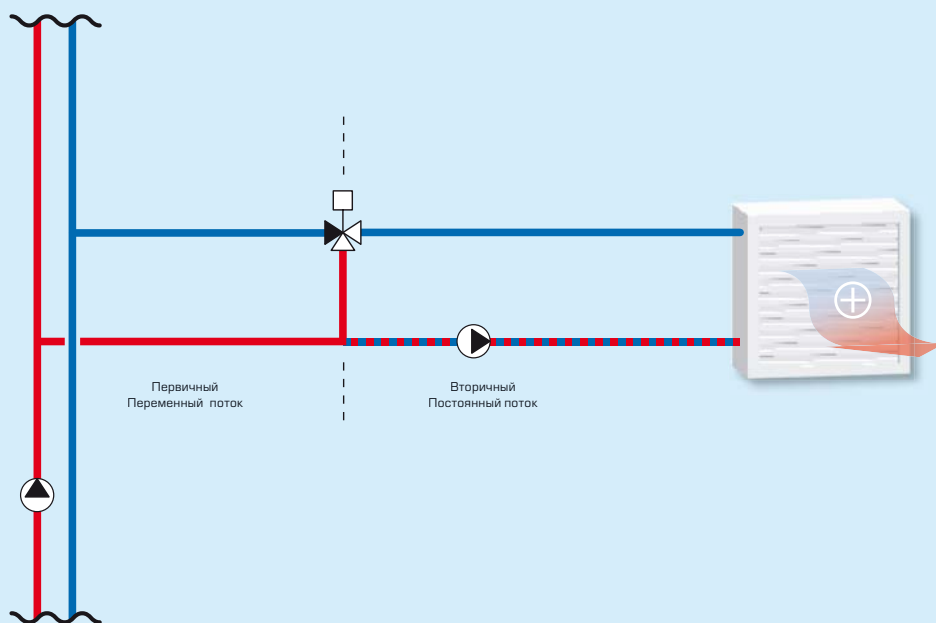 Первичный
Переменный поток
Вторичный
Постоянный поток